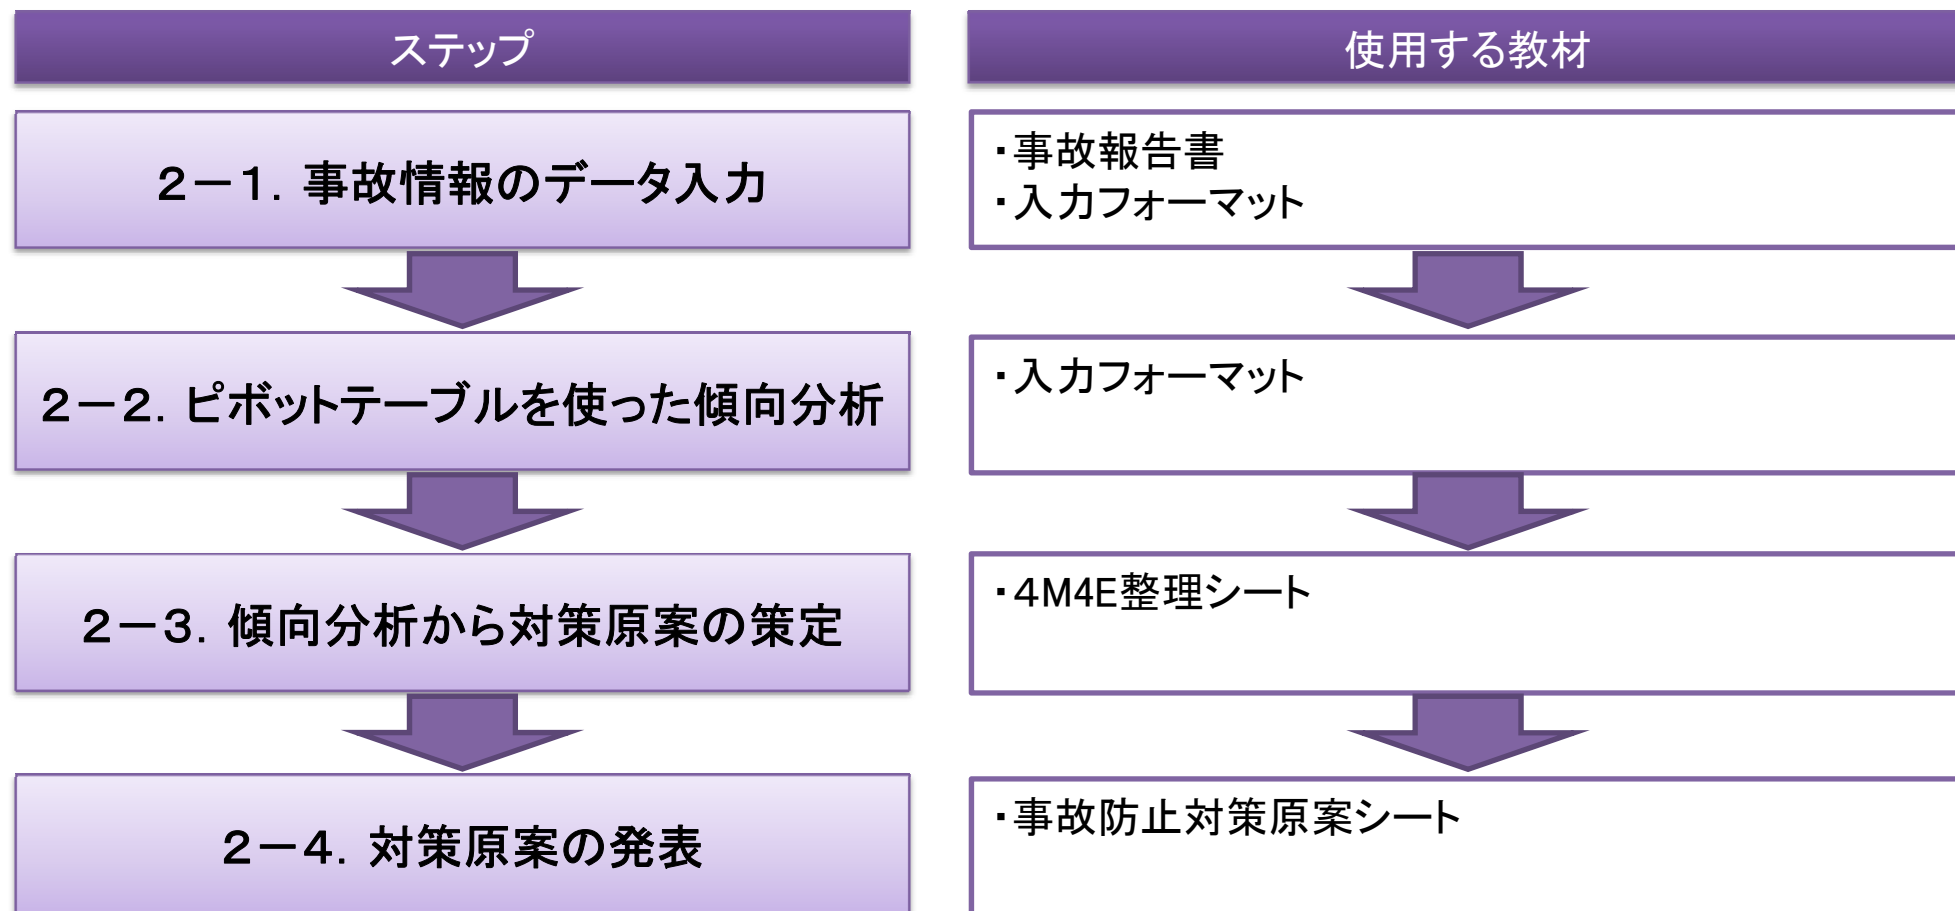 ステップ
使用する教材
２－１．事故情報のデータ入力
・事故報告書
・入力フォーマット
２－２．ピボットテーブルを使った傾向分析
・入力フォーマット
２－３．傾向分析から対策原案の策定
・４M4E整理シート
２－４．対策原案の発表
・事故防止対策原案シート